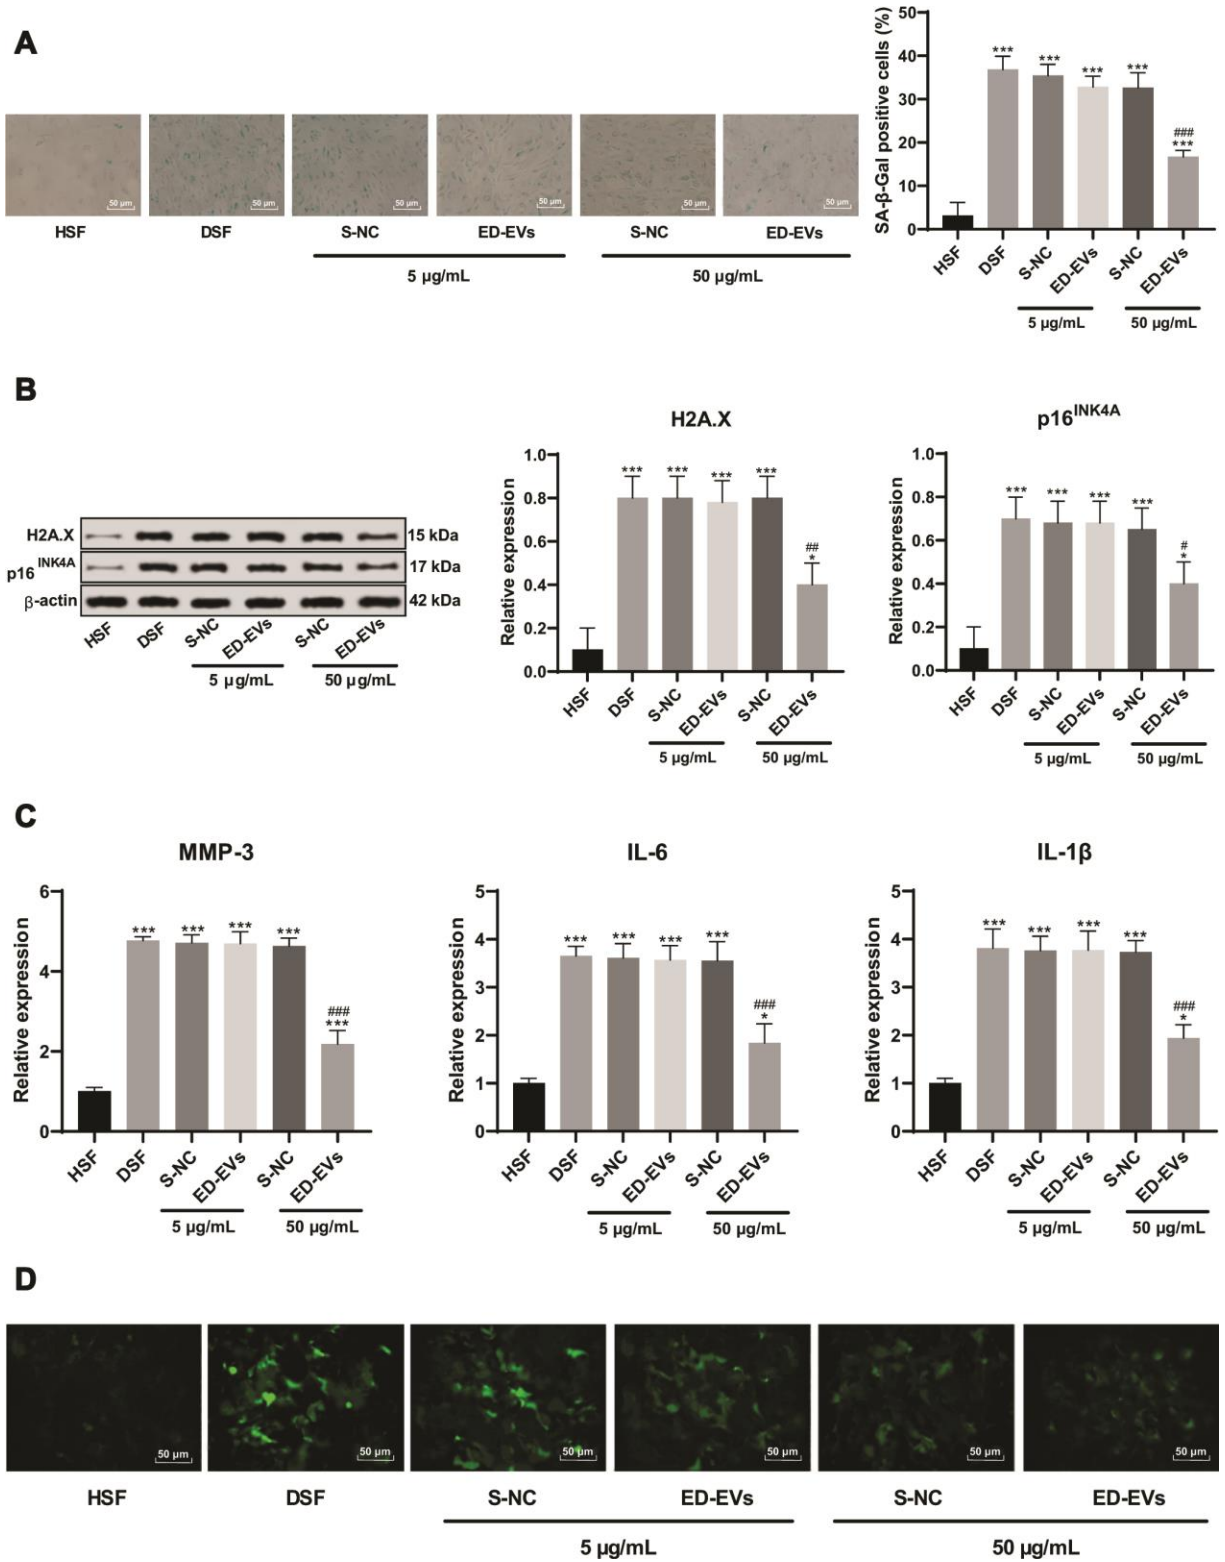 A
50 µm
50 µm
50 µm
50 µm
50 µm
50 µm
HSF
DSF
S-NC
ED-EVs
S-NC
ED-EVs
5 µg/mL
50 µg/mL
SA-β-Gal positive cells (%)
50
40
30
20
10
0
***
***
***
***
###
***
HSF
DSF
S-NC
ED-EVs
S-NC
ED-EVs
5 µg/mL
50 µg/mL
B
H2A.X
15 kDa
p16INK4A
17 kDa
β-actin
42 kDa
HSF
DSF
S-NC
ED-EVs
S-NC
ED-EVs
5 µg/mL
50 µg/mL
H2A.X
Relative expression
1.0
0.8
0.6
0.4
0.2
0.0
***
***
***
***
##
*
HSF
DSF
S-NC
ED-EVs
S-NC
ED-EVs
5 µg/mL
50 µg/mL
p16INK4A
Relative expression
1.0
0.8
0.6
0.4
0.2
0.0
***
***
***
***
#
*
HSF
DSF
S-NC
ED-EVs
S-NC
ED-EVs
5 µg/mL
50 µg/mL
C
MMP-3
Relative expression
6
4
2
0
***
***
***
***
###
***
HSF
DSF
S-NC
ED-EVs
S-NC
ED-EVs
5 µg/mL
50 µg/mL
IL-6
Relative expression
5
4
3
2
1
0
***
***
***
***
###
*
HSF
DSF
S-NC
ED-EVs
S-NC
ED-EVs
5 µg/mL
50 µg/mL
IL-1β
Relative expression
5
4
3
2
1
0
***
***
***
***
###
*
HSF
DSF
S-NC
ED-EVs
S-NC
ED-EVs
5 µg/mL
50 µg/mL
D
50 µm
50 µm
50 µm
50 µm
50 µm
50 µm
HSF
DSF
S-NC
ED-EVs
S-NC
ED-EVs
5 µg/mL
50 µg/mL